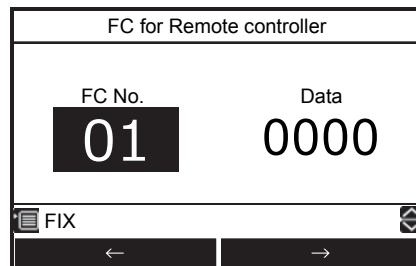 FC for Remote controller
FC No. Data
01 0000
FIX
← →